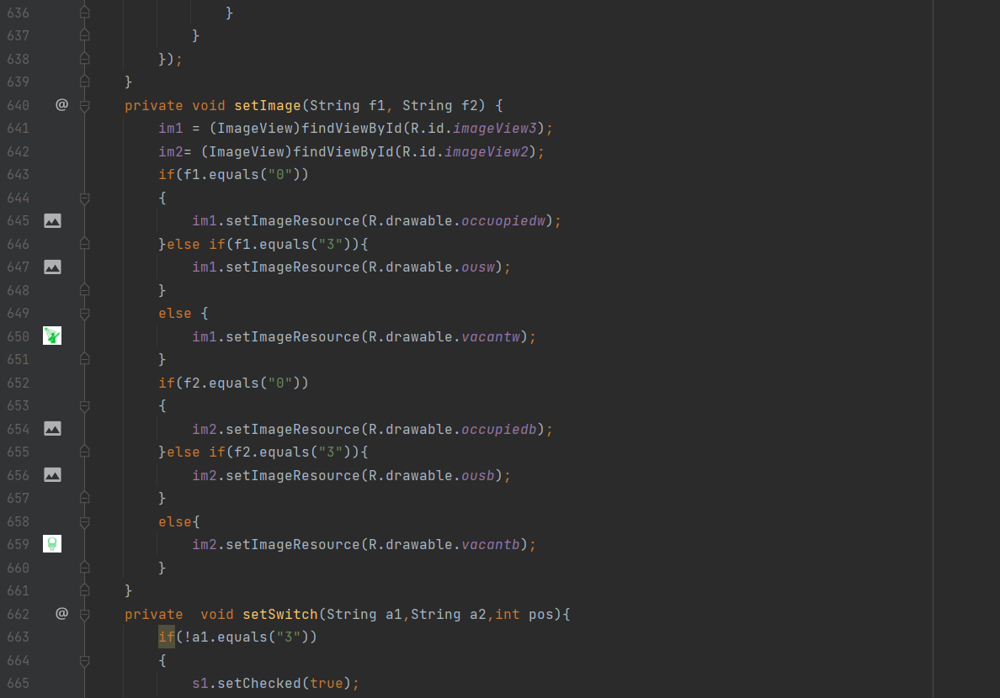 636 }
637 }
638 });
639 }
640 @ private void setImage(String f1, String f2) {
641 im1 = (ImageView)findViewById(R.id.imageView3);
642 im2= (ImageView)findViewById(R.id.imageView2);
643 if(f1.equals("0"))
644 {
645 im1.setImageResource(R.drawable.occuopiedw);
646 }else if(f1.equals("3")){
647 im1.setImageResource(R.drawable.ousw);
648 }
649 else {
650 im1.setImageResource(R.drawable.vacantw);
651 }
652 if(f2.equals("0"))
653 {
654 im2.setImageResource(R.drawable.occupiedb);
655 }else if(f2.equals("3")){
656 im2.setImageResource(R.drawable.ousb);
657 }
658 else{
659 im2.setImageResource(R.drawable.vacantb);
660 }
661 }
662 @ private  void setSwitch(String a1,String a2,int pos){
663 if(!a1.equals("3"))
664 {
665 s1.setChecked(true);